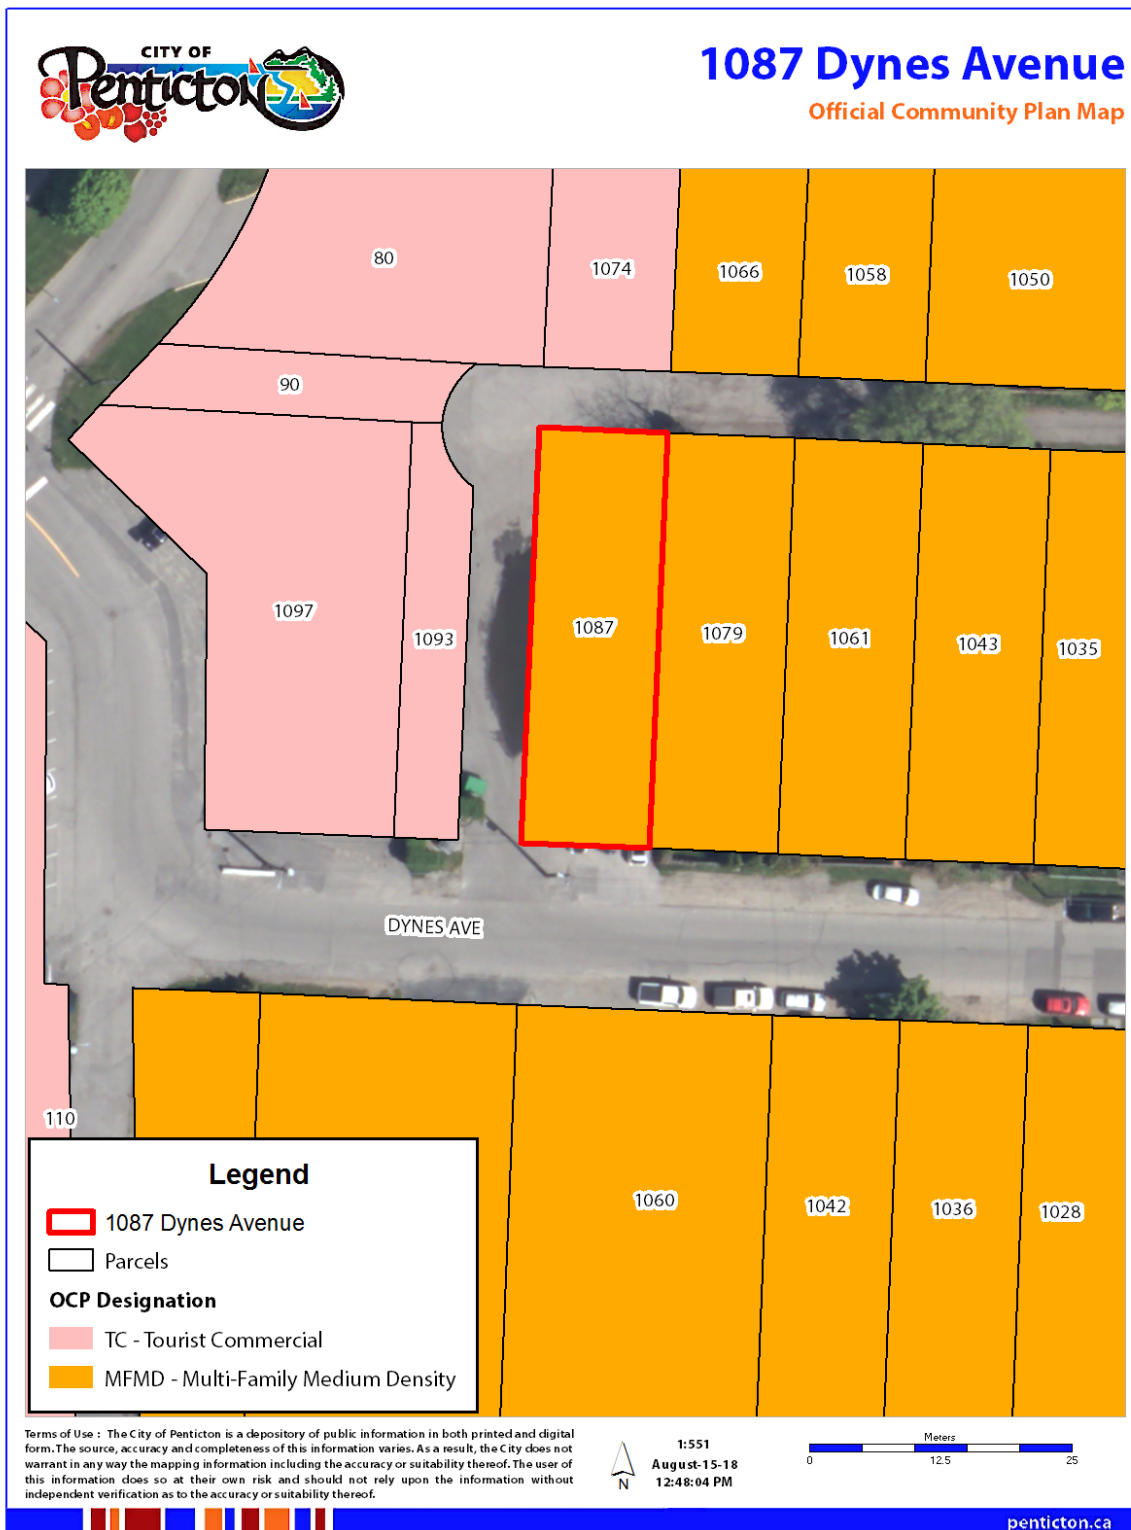 CITY OF
Penticton
1087 Dynes Avenue
Official Community Plan Map
80
1074
1066
1058
1050
90
1097
1093
1087
1079
1061
1043
1035
DYNES AVE
110
1060
1042
1036
1028
Legend
1087 Dynes Avenue
Parcels
OCP Designation
TC - Tourist Commercial
MFMD - Multi-Family Medium Density
Terms of Use : The City of Penticton is a depository of public information in both printed and digital
form. The source, accuracy and completeness of this information varies. As a result, the City does not
warrant in any way the mapping information including the accuracy or suitability thereof. The user of
this information does so at their own risk and should not rely upon the information without
independent verification as to the accuracy or suitability thereof.
N
1:551
August-15-18
12:48:04 PM
Meters
0 12.5 25
penticton.ca